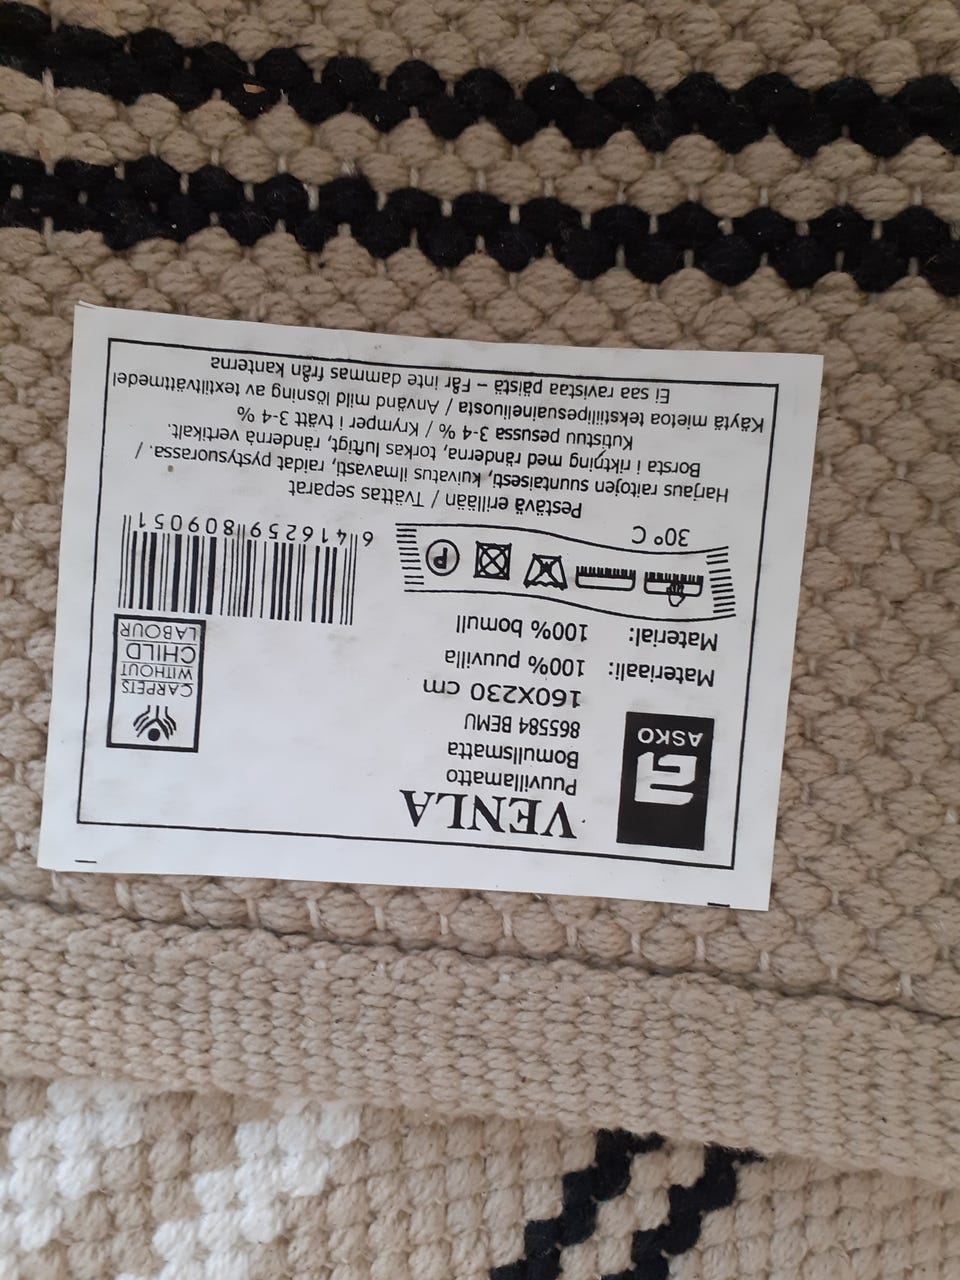 ASKO
VENLA
Puuvillamatto
Bomullsmatta
865584 BEMU
160X230 cm
Materiaali: 100% puuvilla
Material: 100% bomull
CARPETS
WITHOUT
CHILD
LABOUR
P
30° C
6 416259 809051
Pestävä erillään / Tvättas separat
Harjaus raitojen suuntaisesti, kuivatus ilmavasti, raidat pystysuorassa. /
Borsta i riktning med ränderna, torkas luftigt, ränderna vertikalt.
Kutistuu pesussa 3-4 % / Krymper i tvätt 3-4 %
Käytä mietoa tekstiilipesuaineliuosta / Använd mild lösning av textiltvättmedel
Ei saa ravistaa päistä – Får inte dammas från kanterna